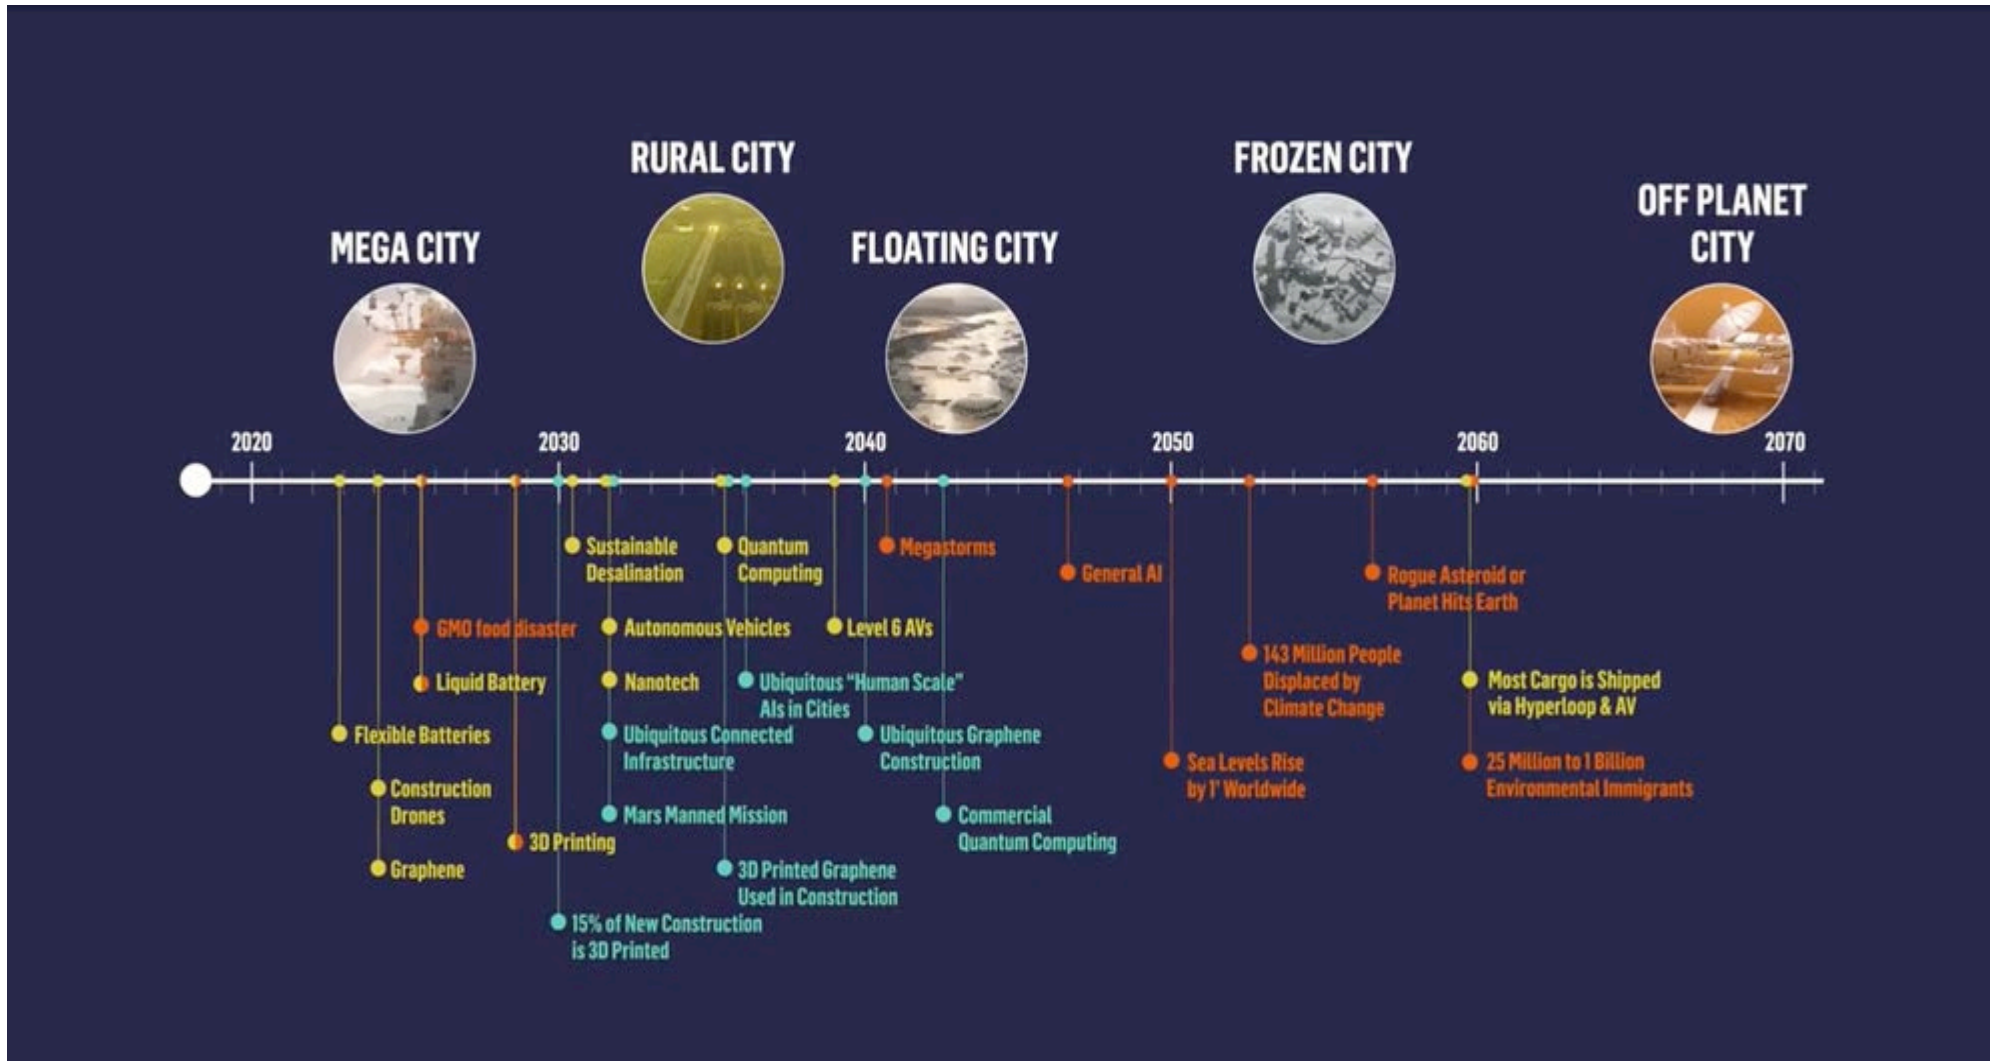 RURAL CITY
FROZEN CITY
OFF PLANET
CITY
MEGA CITY
FLOATING CITY
2020
2030
2040
2050
2060
2070
Sustainable
Desalination
Quantum
Computing
Megastorms
General AI
Rogue Asteroid or
Planet Hits Earth
GMO food disaster
Autonomous Vehicles
Level 6 AVs
143 Million People
Displaced by
Climate Change
Liquid Battery
Nanotech
Ubiquitous “Human Scale”
AIs in Cities
Most Cargo is Shipped
via Hyperloop & AV
Flexible Batteries
Ubiquitous Connected
Infrastructure
Ubiquitous Graphene
Construction
Sea Levels Rise
by 1' Worldwide
25 Million to 1 Billion
Environmental Immigrants
Construction
Drones
Mars Manned Mission
Commercial
Quantum Computing
3D Printing
Graphene
3D Printed Graphene
Used in Construction
15% of New Construction
is 3D Printed